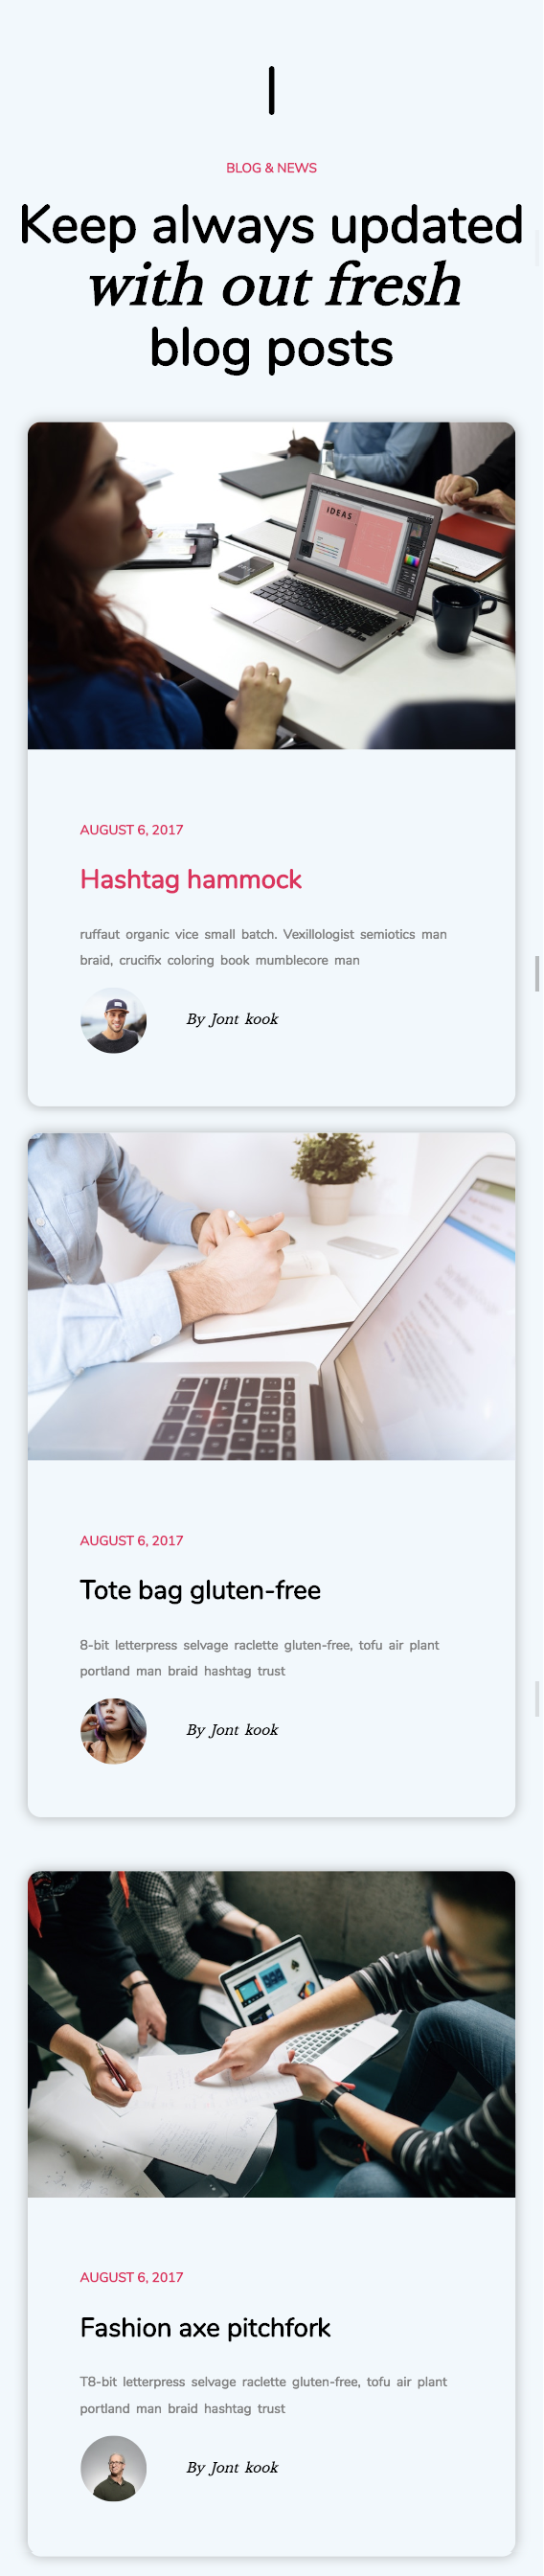 BLOG & NEWS
Keep always updated
with out fresh
blog posts
IDEAS
AUGUST 6, 2017
Hashtag hammock
ruffaut organic vice small batch. Vexillologist semiotics man
braid, crucifix coloring book mumblecore man
By Jont kook
AUGUST 6, 2017
Tote bag gluten-free
8-bit letterpress selvage raclette gluten-free, tofu air plant
portland man braid hashtag trust
By Jont kook
AUGUST 6, 2017
Fashion axe pitchfork
T8-bit letterpress selvage raclette gluten-free, tofu air plant
portland man braid hashtag trust
By Jont kook